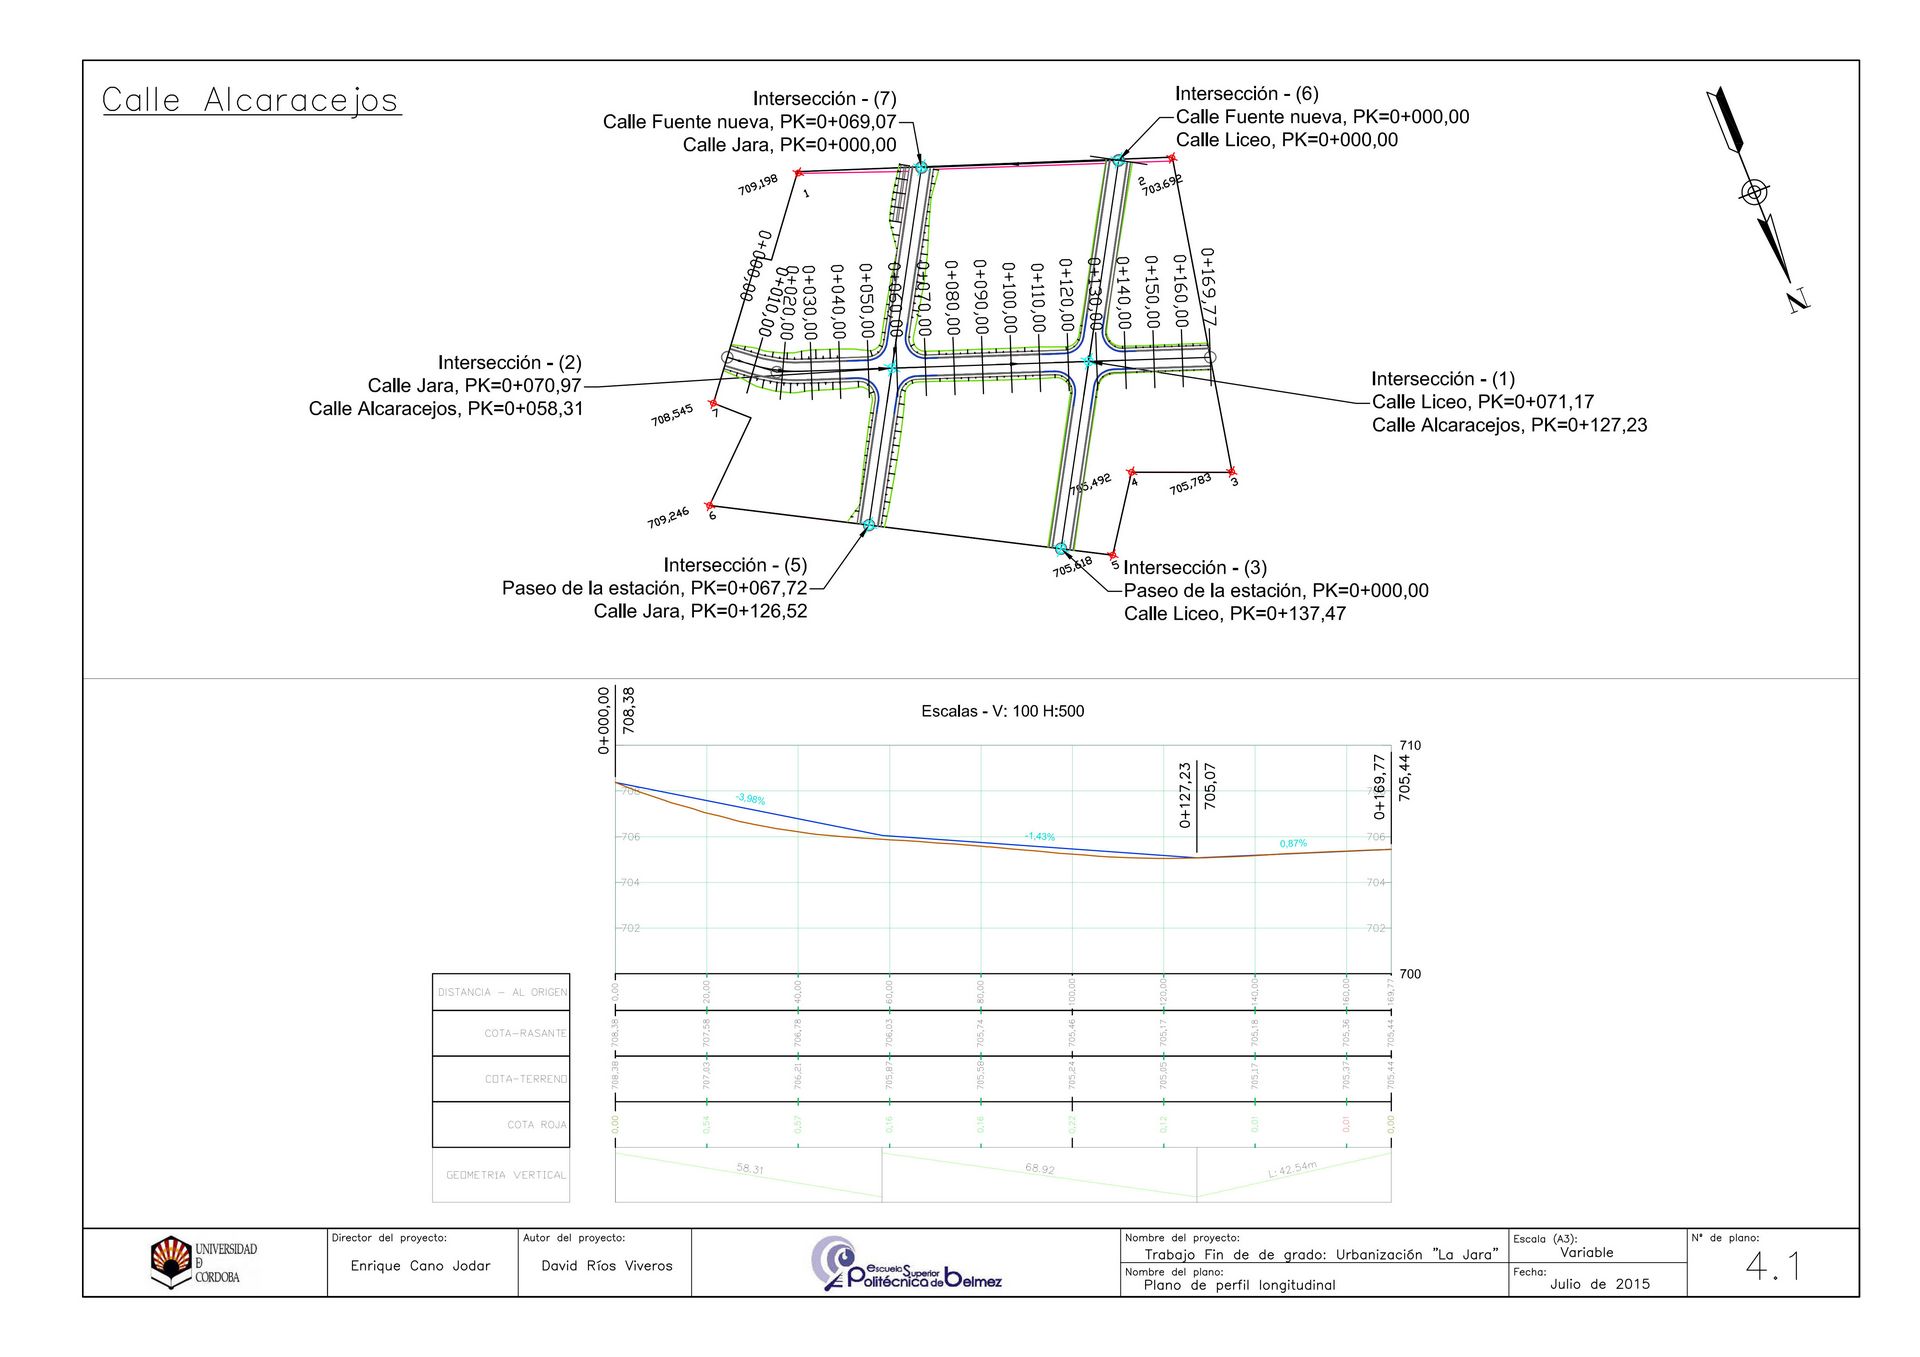 Calle Alcaracejos
Intersección - (7)
Calle Fuente nueva, PK=0+069,07
Calle Jara, PK=0+000,00
Intersección - (6)
Calle Fuente nueva, PK=0+000,00
Calle Liceo, PK=0+000,00
709,198
1
2
703.692
0+000,00
0+010,00
0+020,00
0+030,00
0+040,00
0+050,00
0+060,00
0+070,00
0+080,00
0+090,00
0+100,00
0+110,00
0+120,00
0+130,00
0+140,00
0+150,00
0+160,00
0+169,77
N
Intersección - (2)
Calle Jara, PK=0+070,97
Calle Alcaracejos, PK=0+058,31
Intersección - (1)
Calle Liceo, PK=0+071,17
Calle Alcaracejos, PK=0+127,23
708,545
7
709,246
6
705,492
4
705,783
3
Intersección - (5)
Paseo de la estación, PK=0+067,72
Calle Jara, PK=0+126,52
705,618
5
Intersección - (3)
Paseo de la estación, PK=0+000,00
Calle Liceo, PK=0+137,47
Escalas - V: 100 H:500
0+000,00
708,38
0+127,23
705,07
0+169,77
705,44
710
708
706
704
702
700
706
704
702
-3,98%
-1,43%
0,87%
DISTANCIA - AL ORIGEN
0,00 20,00 40,00 60,00 80,00 100,00 120,00 140,00 160,00 169,77
COTA-RASANTE
708,38 707,58 706,78 706,03 705,74 705,46 705,17 705,18 705,36 705,44
COTA-TERRENO
708,38 707,03 706,21 705,87 705,58 705,24 705,05 705,17 705,37 705,44
COTA ROJA
0,00 0,54 0,57 0,16 0,16 0,22 0,12 0,01 0,01 0,00
GEOMETRIA VERTICAL
58.31
68.92
L: 42.54m
UNIVERSIDAD
D
CORDOBA
Director del proyecto:
Enrique Cano Jodar
Autor del proyecto:
David Ríos Viveros
Escuela Superior
Politécnica de Belmez
Nombre del proyecto:
Trabajo Fin de de grado: Urbanización "La Jara"
Nombre del plano:
Plano de perfil longitudinal
Escala (A3):
Variable
Fecha:
Julio de 2015
N° de plano:
4.1